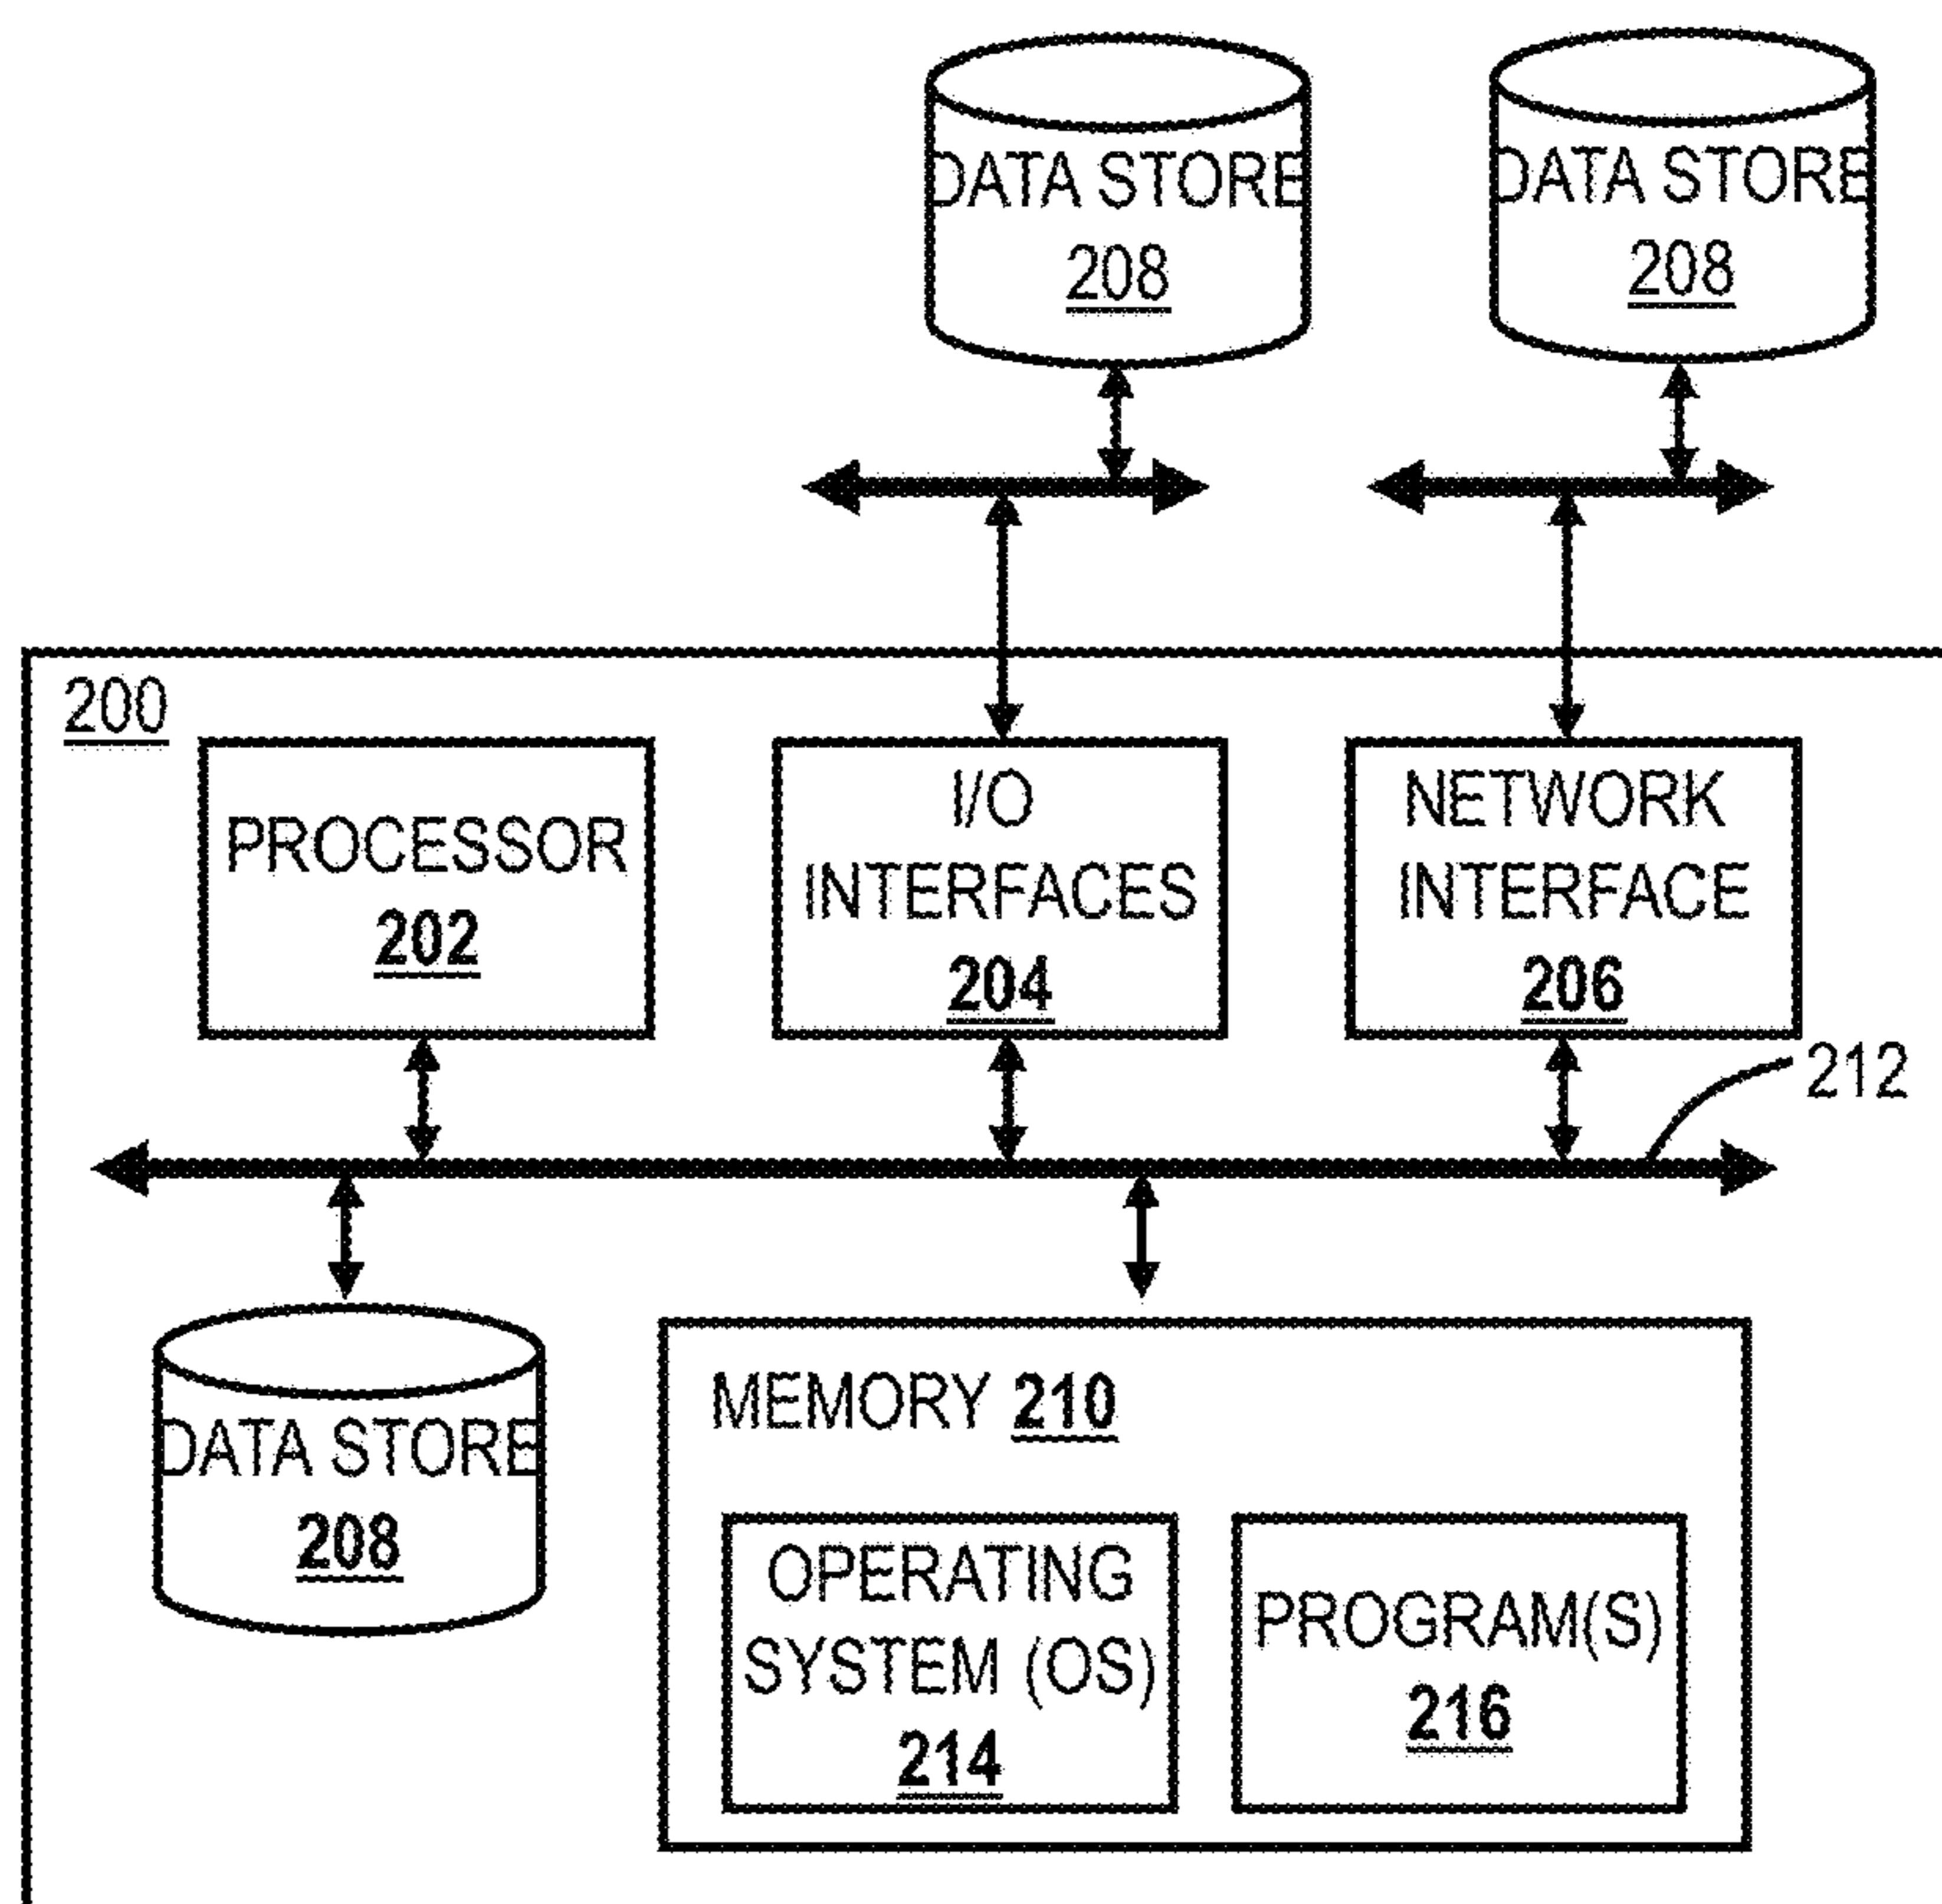 DATA STORE
208
DATA STORE
208
200
PROCESSOR
202
I/O
INTERFACES
204
NETWORK
INTERFACE
206
212
DATA STORE
208
MEMORY 210
OPERATING
SYSTEM (OS)
214
PROGRAM(S)
216